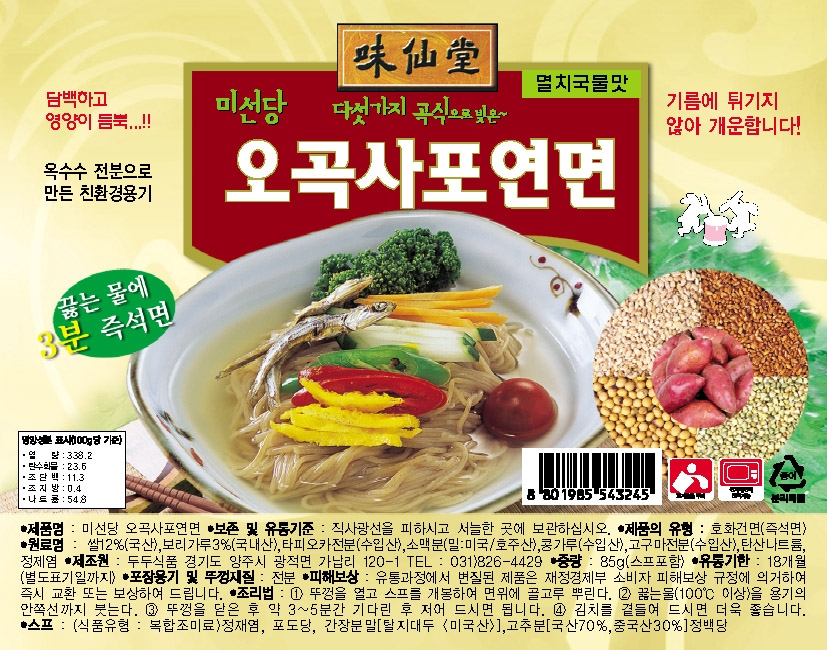 味仙堂
멸치국물맛
미선당 다섯가지 곡식으로 빚은~
오곡사포연면
담백하고
영양이 듬뿍...!!
옥수수 전분으로
만든 친환경용기
기름에 튀기지
않아 개운합니다!
끓는 물에
3분 즉석면
영양성분 표시(100g당 기준)
• 열 량 : 338.2
• 탄수화물 : 23.6
• 조 단 백 : 11.3
• 조 지 방 : 0.4
• 나 트 륨 : 54.8
8 801985 543245
종이
분리배출
•제품명 : 미선당 오곡사포연면 •보존 및 유통기준 : 직사광선을 피하시고 서늘한 곳에 보관하십시오. •제품의 유형 : 호화건면(즉석면)
•원료명 : 쌀12%(국산),보리가루3%(국내산),타피오카전분(수입산),소맥분(밀:미국/호주산),콩가루(수입산),고구마전분(수입산),탄산나트륨,
정제염 •제조원 : 두두식품 경기도 양주시 광적면 가납리 120-1 TEL : 031)826-4429 •중량 : 85g(스프포함) •유통기한 : 18개월
(별도표기일까지) •포장용기 및 뚜껑재질 : 전분 •피해보상 : 유통과정에서 변질된 제품은 재정경제부 소비자 피해보상 규정에 의거하여
즉시 교환 또는 보상하여 드립니다. •조리법 : ① 뚜껑을 열고 스프를 개봉하여 면위에 골고루 뿌린다. ② 끓는물(100℃ 이상)을 용기의
안쪽선까지 붓는다. ③ 뚜껑을 닫은 후 약 3~5분간 기다린 후 저어 드시면 됩니다. ④ 김치를 곁들여 드시면 더욱 좋습니다.
•스프 : (식품유형 : 복합조미료)정제염, 포도당, 간장분말[탈지대두 <미국산>],고추분[국산70%,중국산30%]정백당